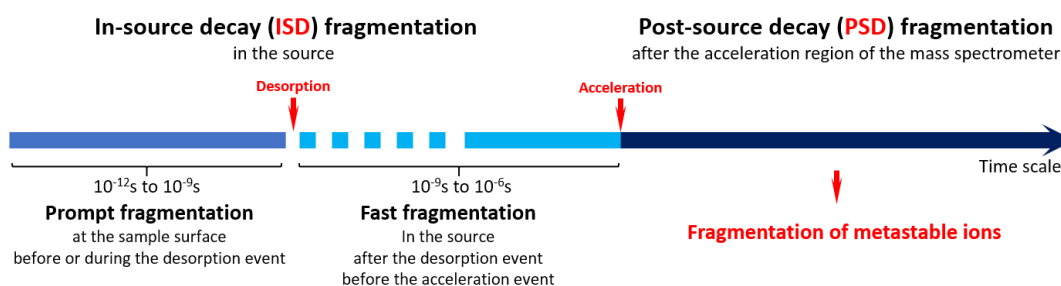 In-source decay (ISD) fragmentation
in the source
Post-source decay (PSD) fragmentation
after the acceleration region of the mass spectrometer
Desorption
Acceleration
Time scale
10⁻¹²s to 10⁻⁹s
Prompt fragmentation
at the sample surface
before or during the desorption event
10⁻⁹s to 10⁻⁶s
Fast fragmentation
In the source
after the desorption event
before the acceleration event
Fragmentation of metastable ions